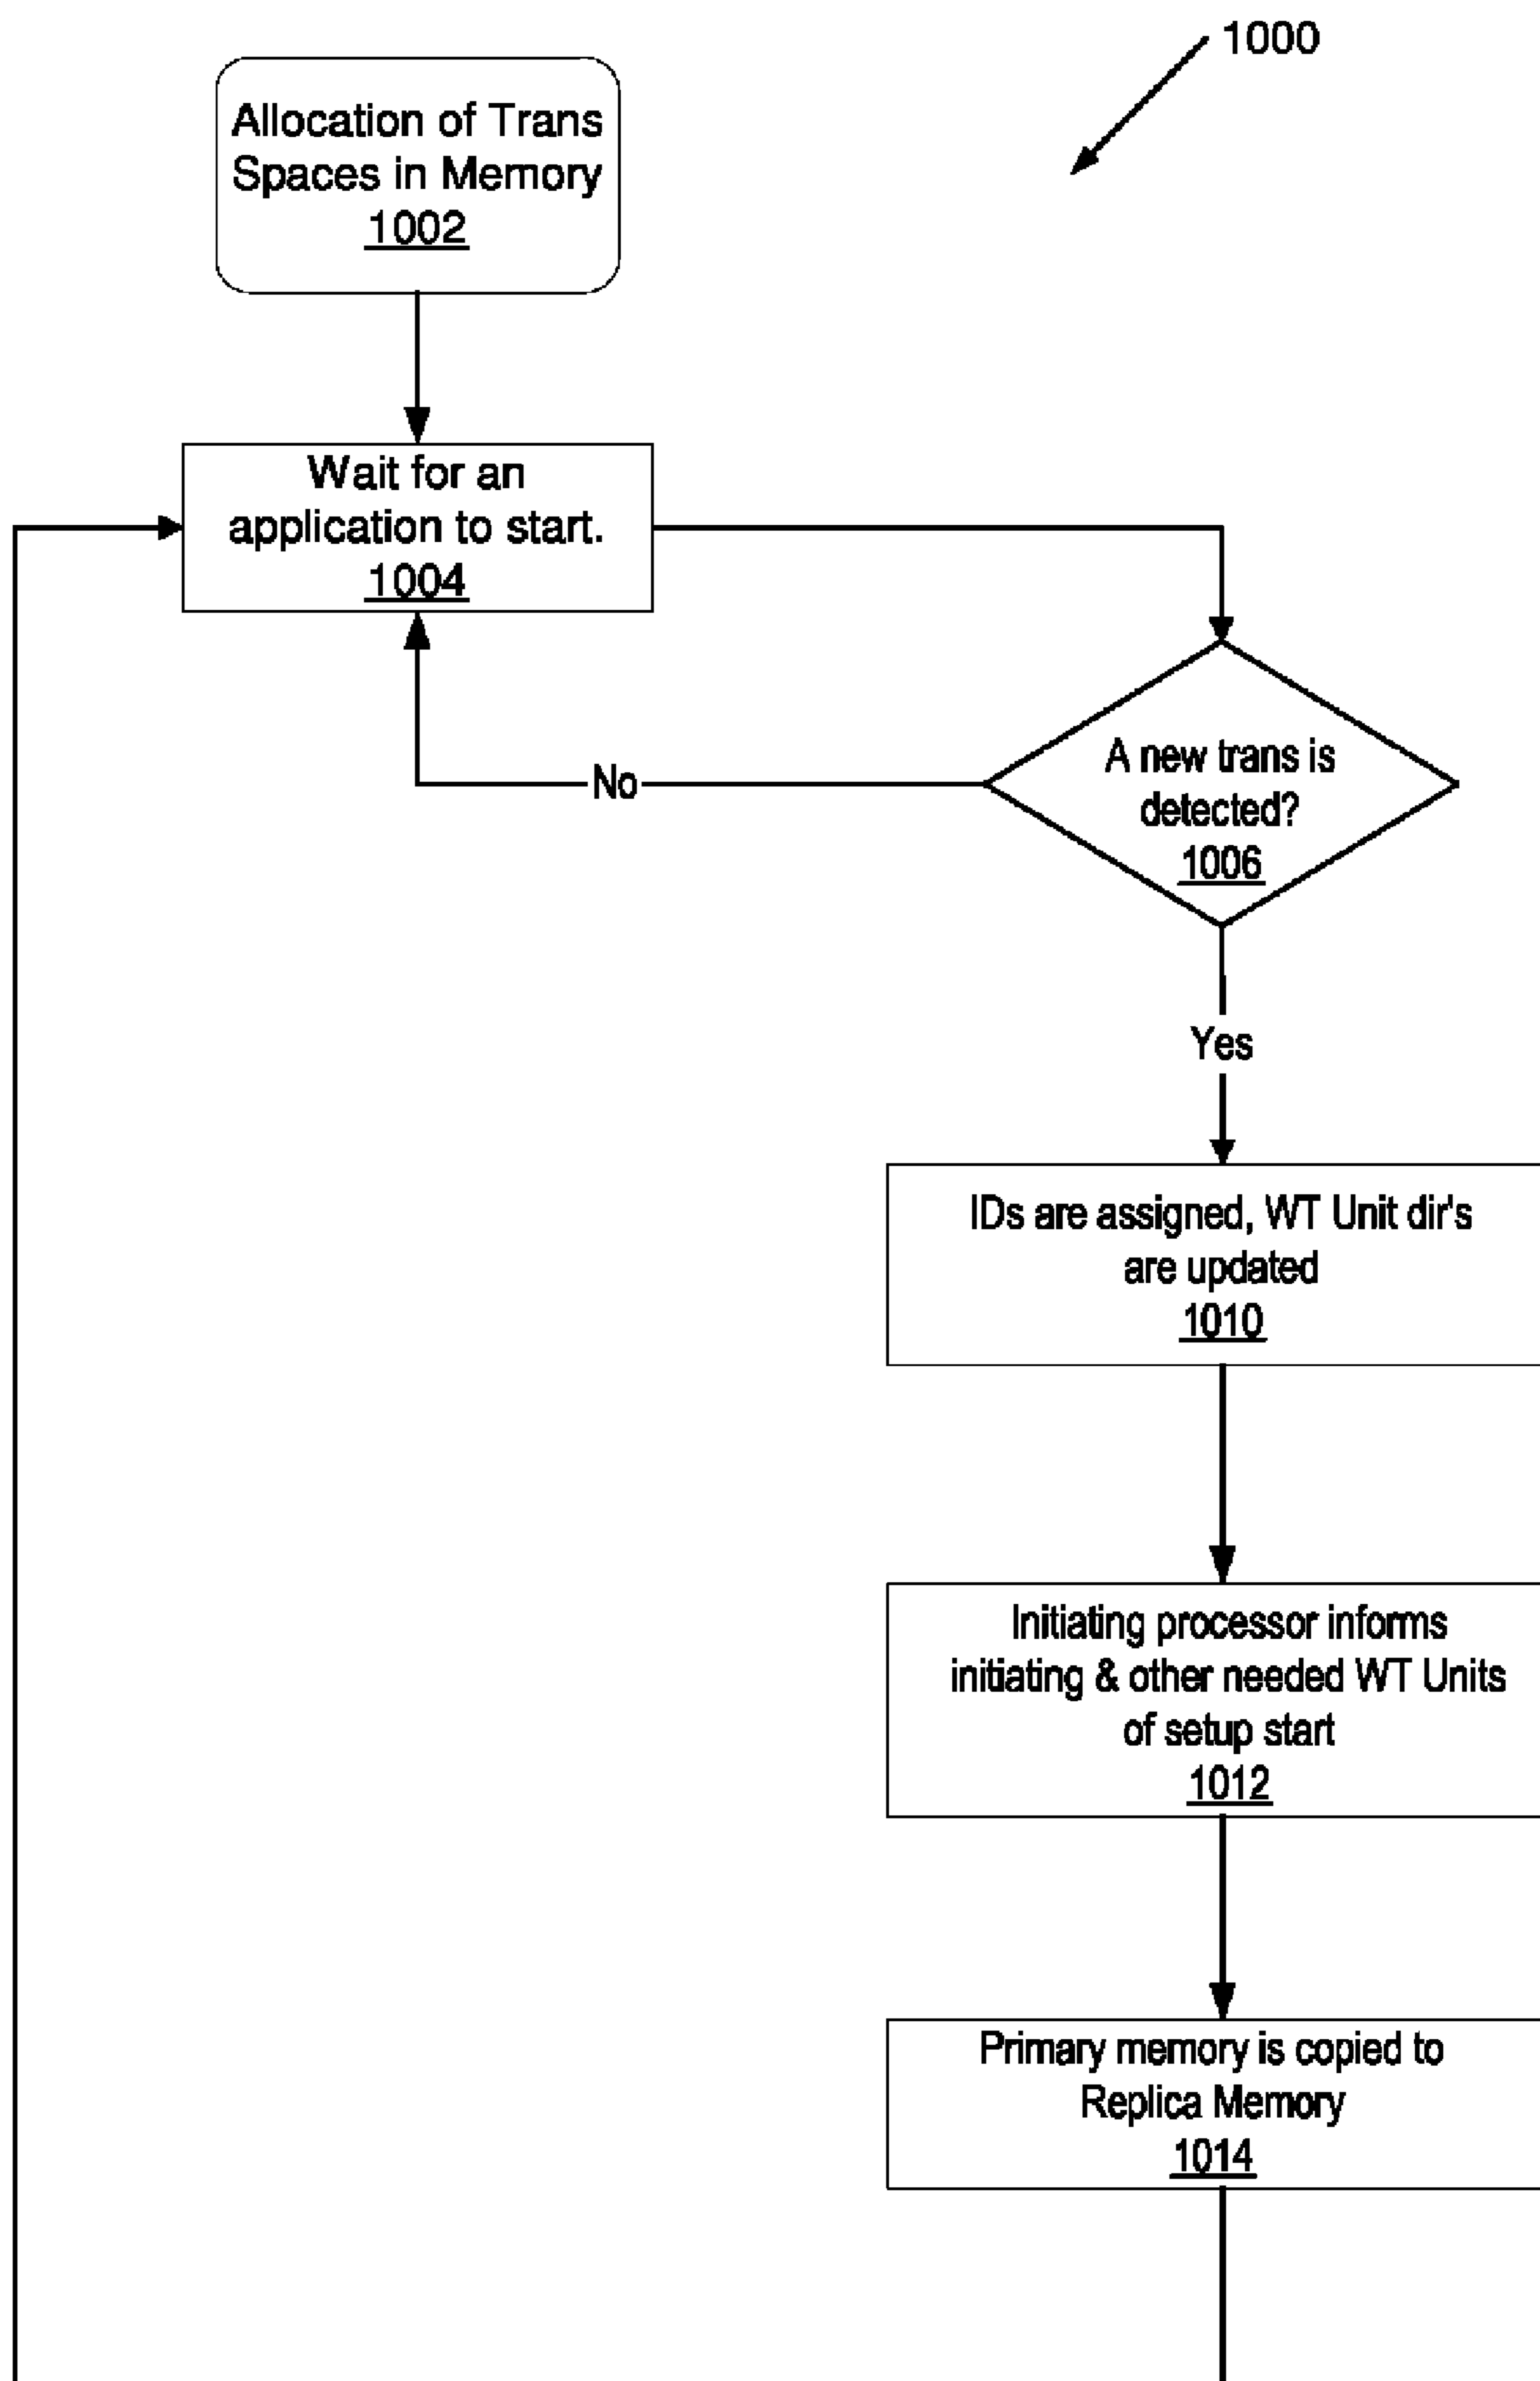 1000
Allocation of Trans
Spaces in Memory
1002
Wait for an
application to start.
1004
A new trans is
detected?
1006
No
Yes
IDs are assigned, WT Unit dir's
are updated
1010
Initiating processor informs
initiating & other needed WT Units
of setup start
1012
Primary memory is copied to
Replica Memory
1014